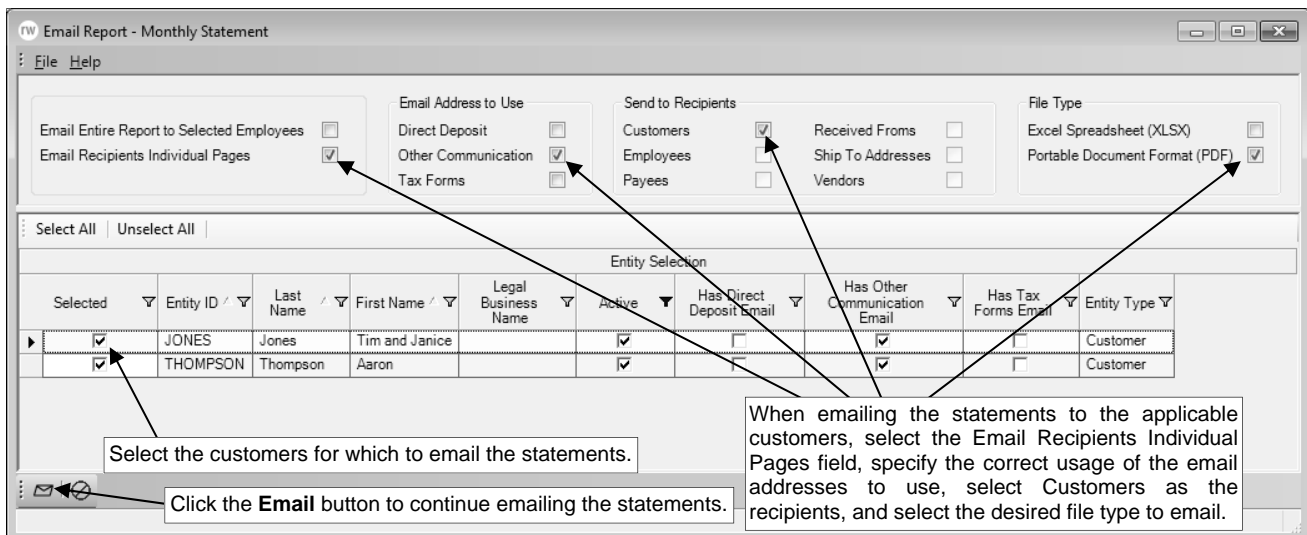 rw Email Report - Monthly Statement
File Help
Email Entire Report to Selected Employees
Email Recipients Individual Pages
Email Address to Use
Direct Deposit
Other Communication
Tax Forms
Send to Recipients
Customers
Employees
Payees
Received Froms
Ship To Addresses
Vendors
File Type
Excel Spreadsheet (XLSX)
Portable Document Format (PDF)
Select All Unselect All
Entity Selection
Selected Entity ID Last Name First Name Legal Business Name Active Has Direct Deposit Email Has Other Communication Email Has Tax Forms Email Entity Type
JONES Jones Tim and Janice Customer
THOMPSON Thompson Aaron Customer
Select the customers for which to email the statements.
Click the Email button to continue emailing the statements.
When emailing the statements to the applicable
customers, select the Email Recipients Individual
Pages field, specify the correct usage of the email
addresses to use, select Customers as the
recipients, and select the desired file type to email.